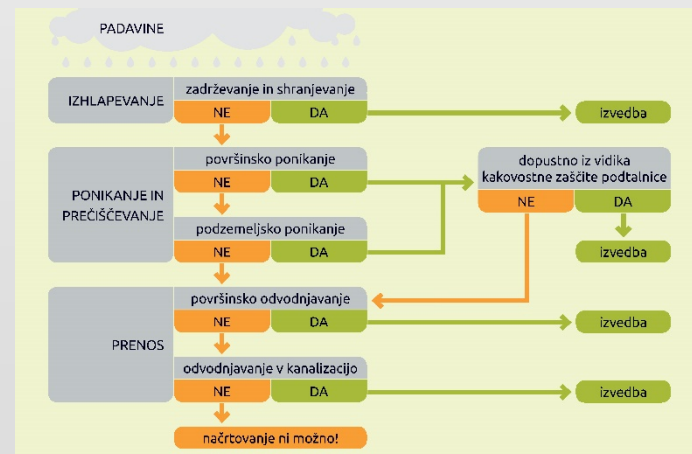 PADAVINE
IZHLAPEVANJE
zadrževanje in shranjevanje
NE DA
izvedba
PONIKANJE IN
PREČIŠČEVANJE
površinsko ponikanje
NE DA
dopustno iz vidika
kakovostne zaščite podtalnice
NE DA
podzemeljsko ponikanje
NE DA
izvedba
PRENOS
površinsko odvodnjavanje
NE DA
izvedba
odvodnjavanje v kanalizacijo
NE DA
izvedba
načrtovanje ni možno!